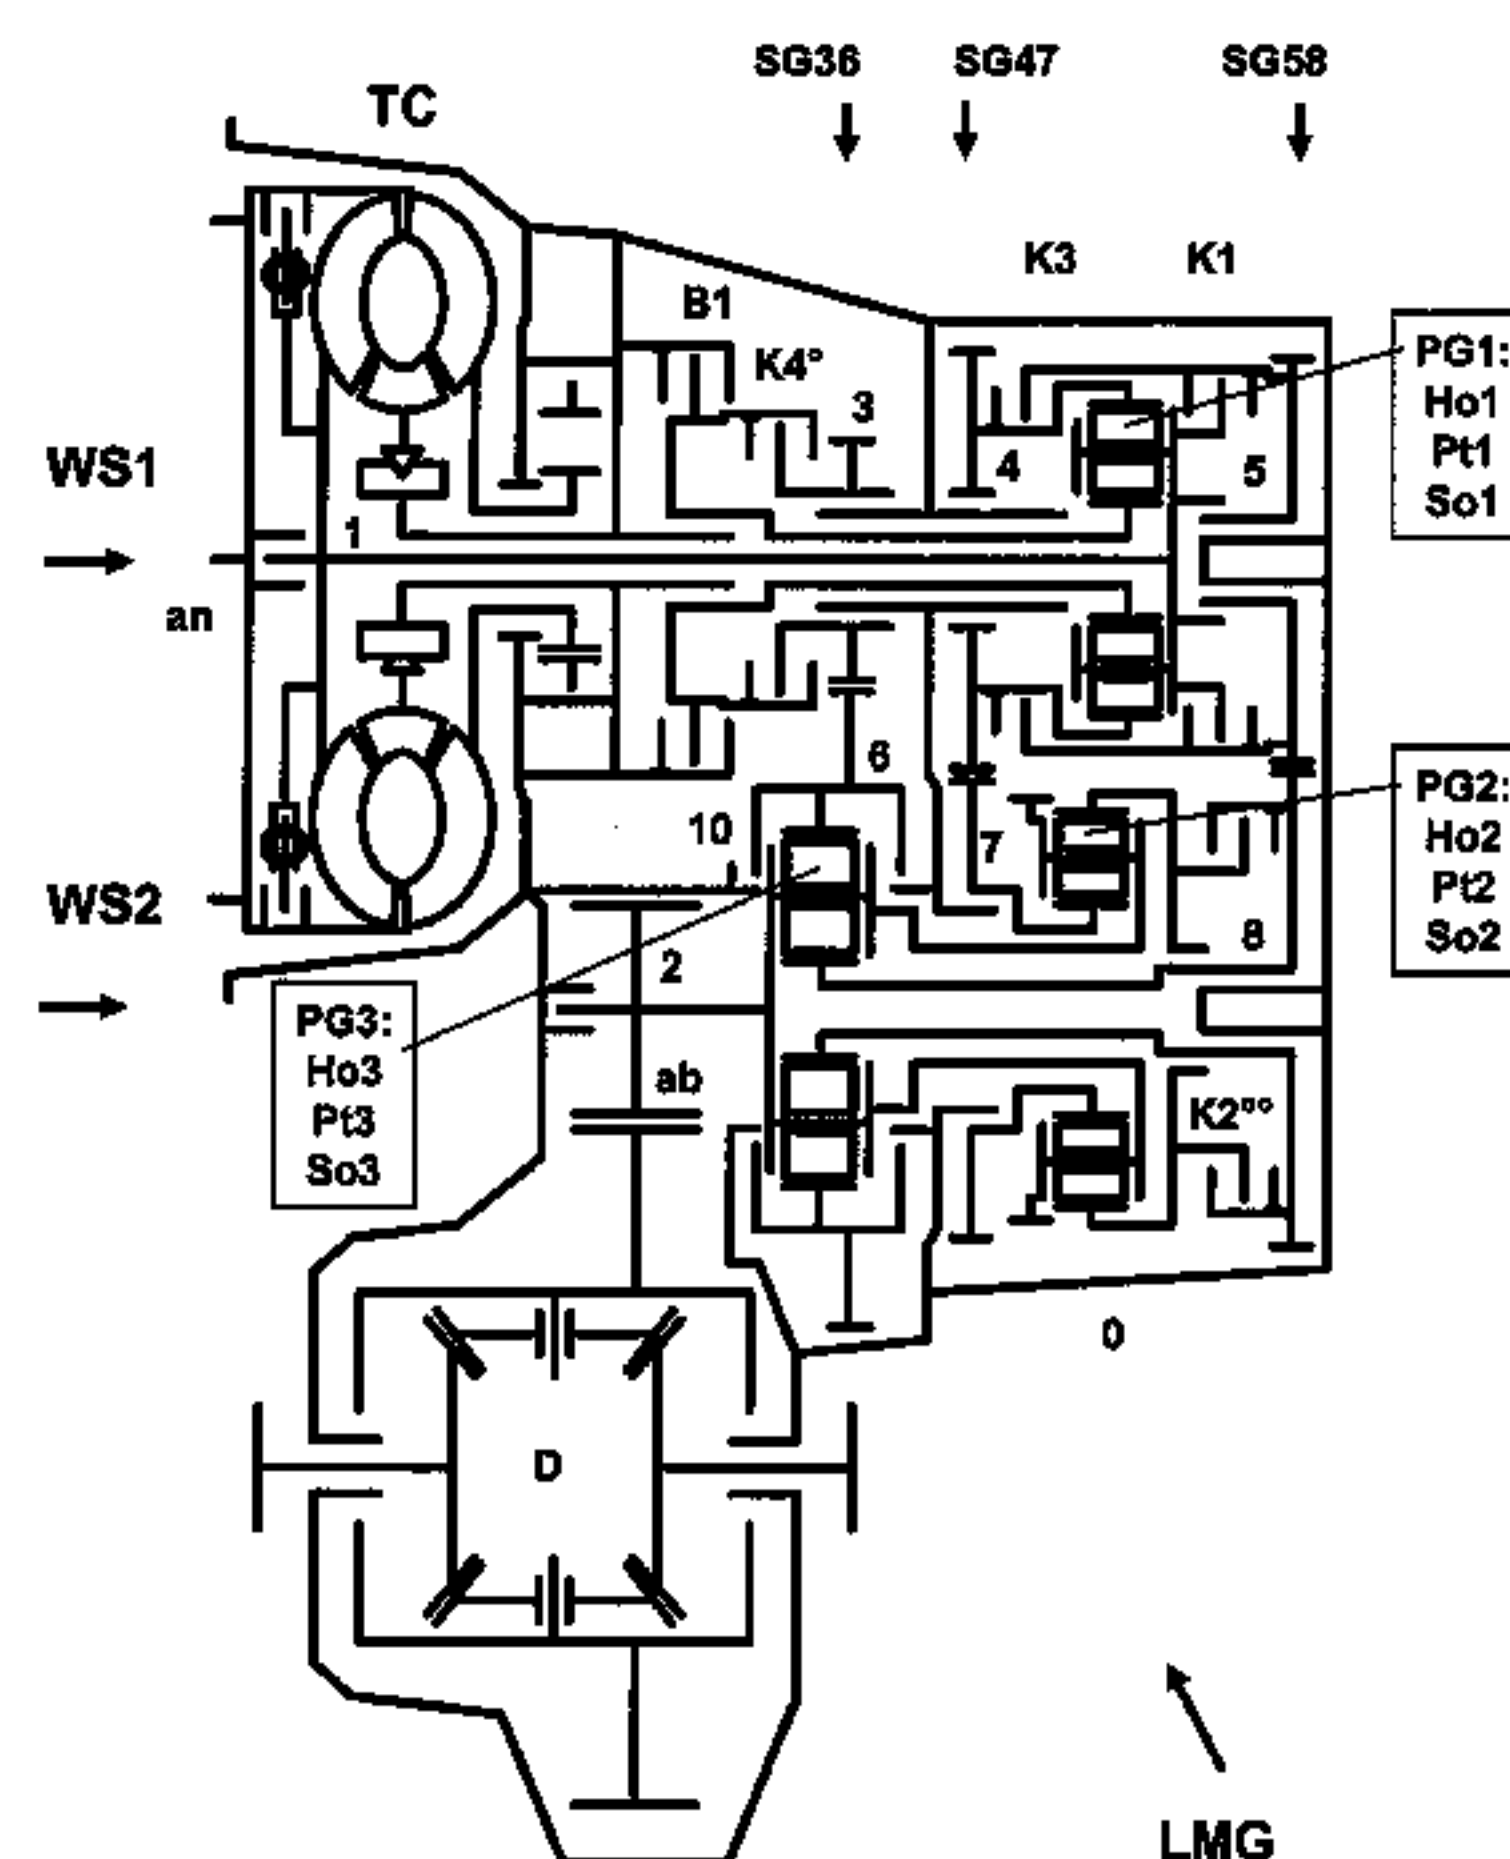 SG36 SG47 SG58
TC
K3 K1
B1
K4°
3
PG1:
Ho1
Pt1
So1
WS1
4
5
1
an
6
PG2:
Ho2
Pt2
So2
10
7
WS2
8
2
PG3:
Ho3
Pt3
So3
ab
K2°°
0
D
LMG